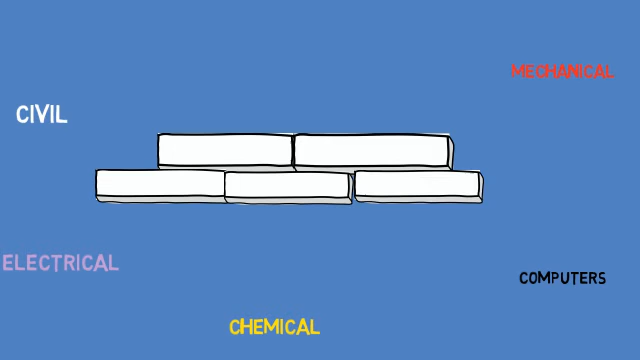 MECHANICAL
CIVIL
ELECTRICAL
COMPUTERS
CHEMICAL